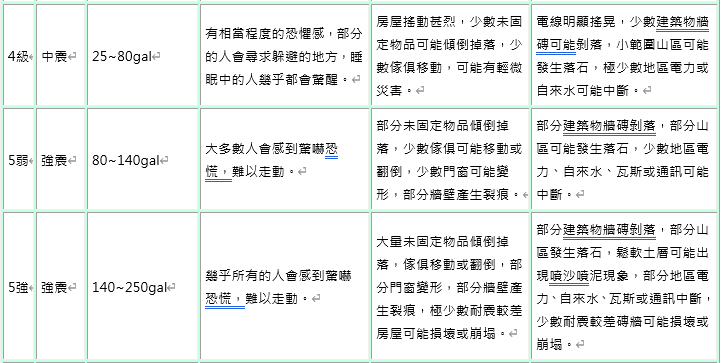 4級
中震
25~80gal
有相當程度的恐懼感，部分
的人會尋求躲避的地方，睡
眠中的人幾乎都會驚醒。
房屋搖動甚烈，少數未固
定物品可能傾倒掉落，少
數傢俱移動，可能有輕微
災害。
電線明顯搖晃，少數建築物牆
磚可能剝落，小範圍山區可能
發生落石，極少數地區電力或
自來水可能中斷。
5弱
強震
80~140gal
大多數人會感到驚嚇恐
慌，難以走動。
部分未固定物品傾倒掉
落，少數傢俱可能移動或
翻倒，少數門窗可能變
形，部分牆壁產生裂痕。
部分建築物牆磚剝落，部分山
區可能發生落石，少數地區電
力、自來水、瓦斯或通訊可能
中斷。
5強
強震
140~250gal
幾乎所有的人會感到驚嚇
恐慌，難以走動。
大量未固定物品傾倒掉
落，傢俱移動或翻倒，部
分門窗變形，部分牆壁產
生裂痕，極少數耐震較差
房屋可能損壞或崩塌。
部分建築物牆磚剝落，部分山
區發生落石，鬆軟土層可能出
現噴沙噴泥現象，部分地區電
力、自來水、瓦斯或通訊中斷，
少數耐震較差磚牆可能損壞或
崩塌。